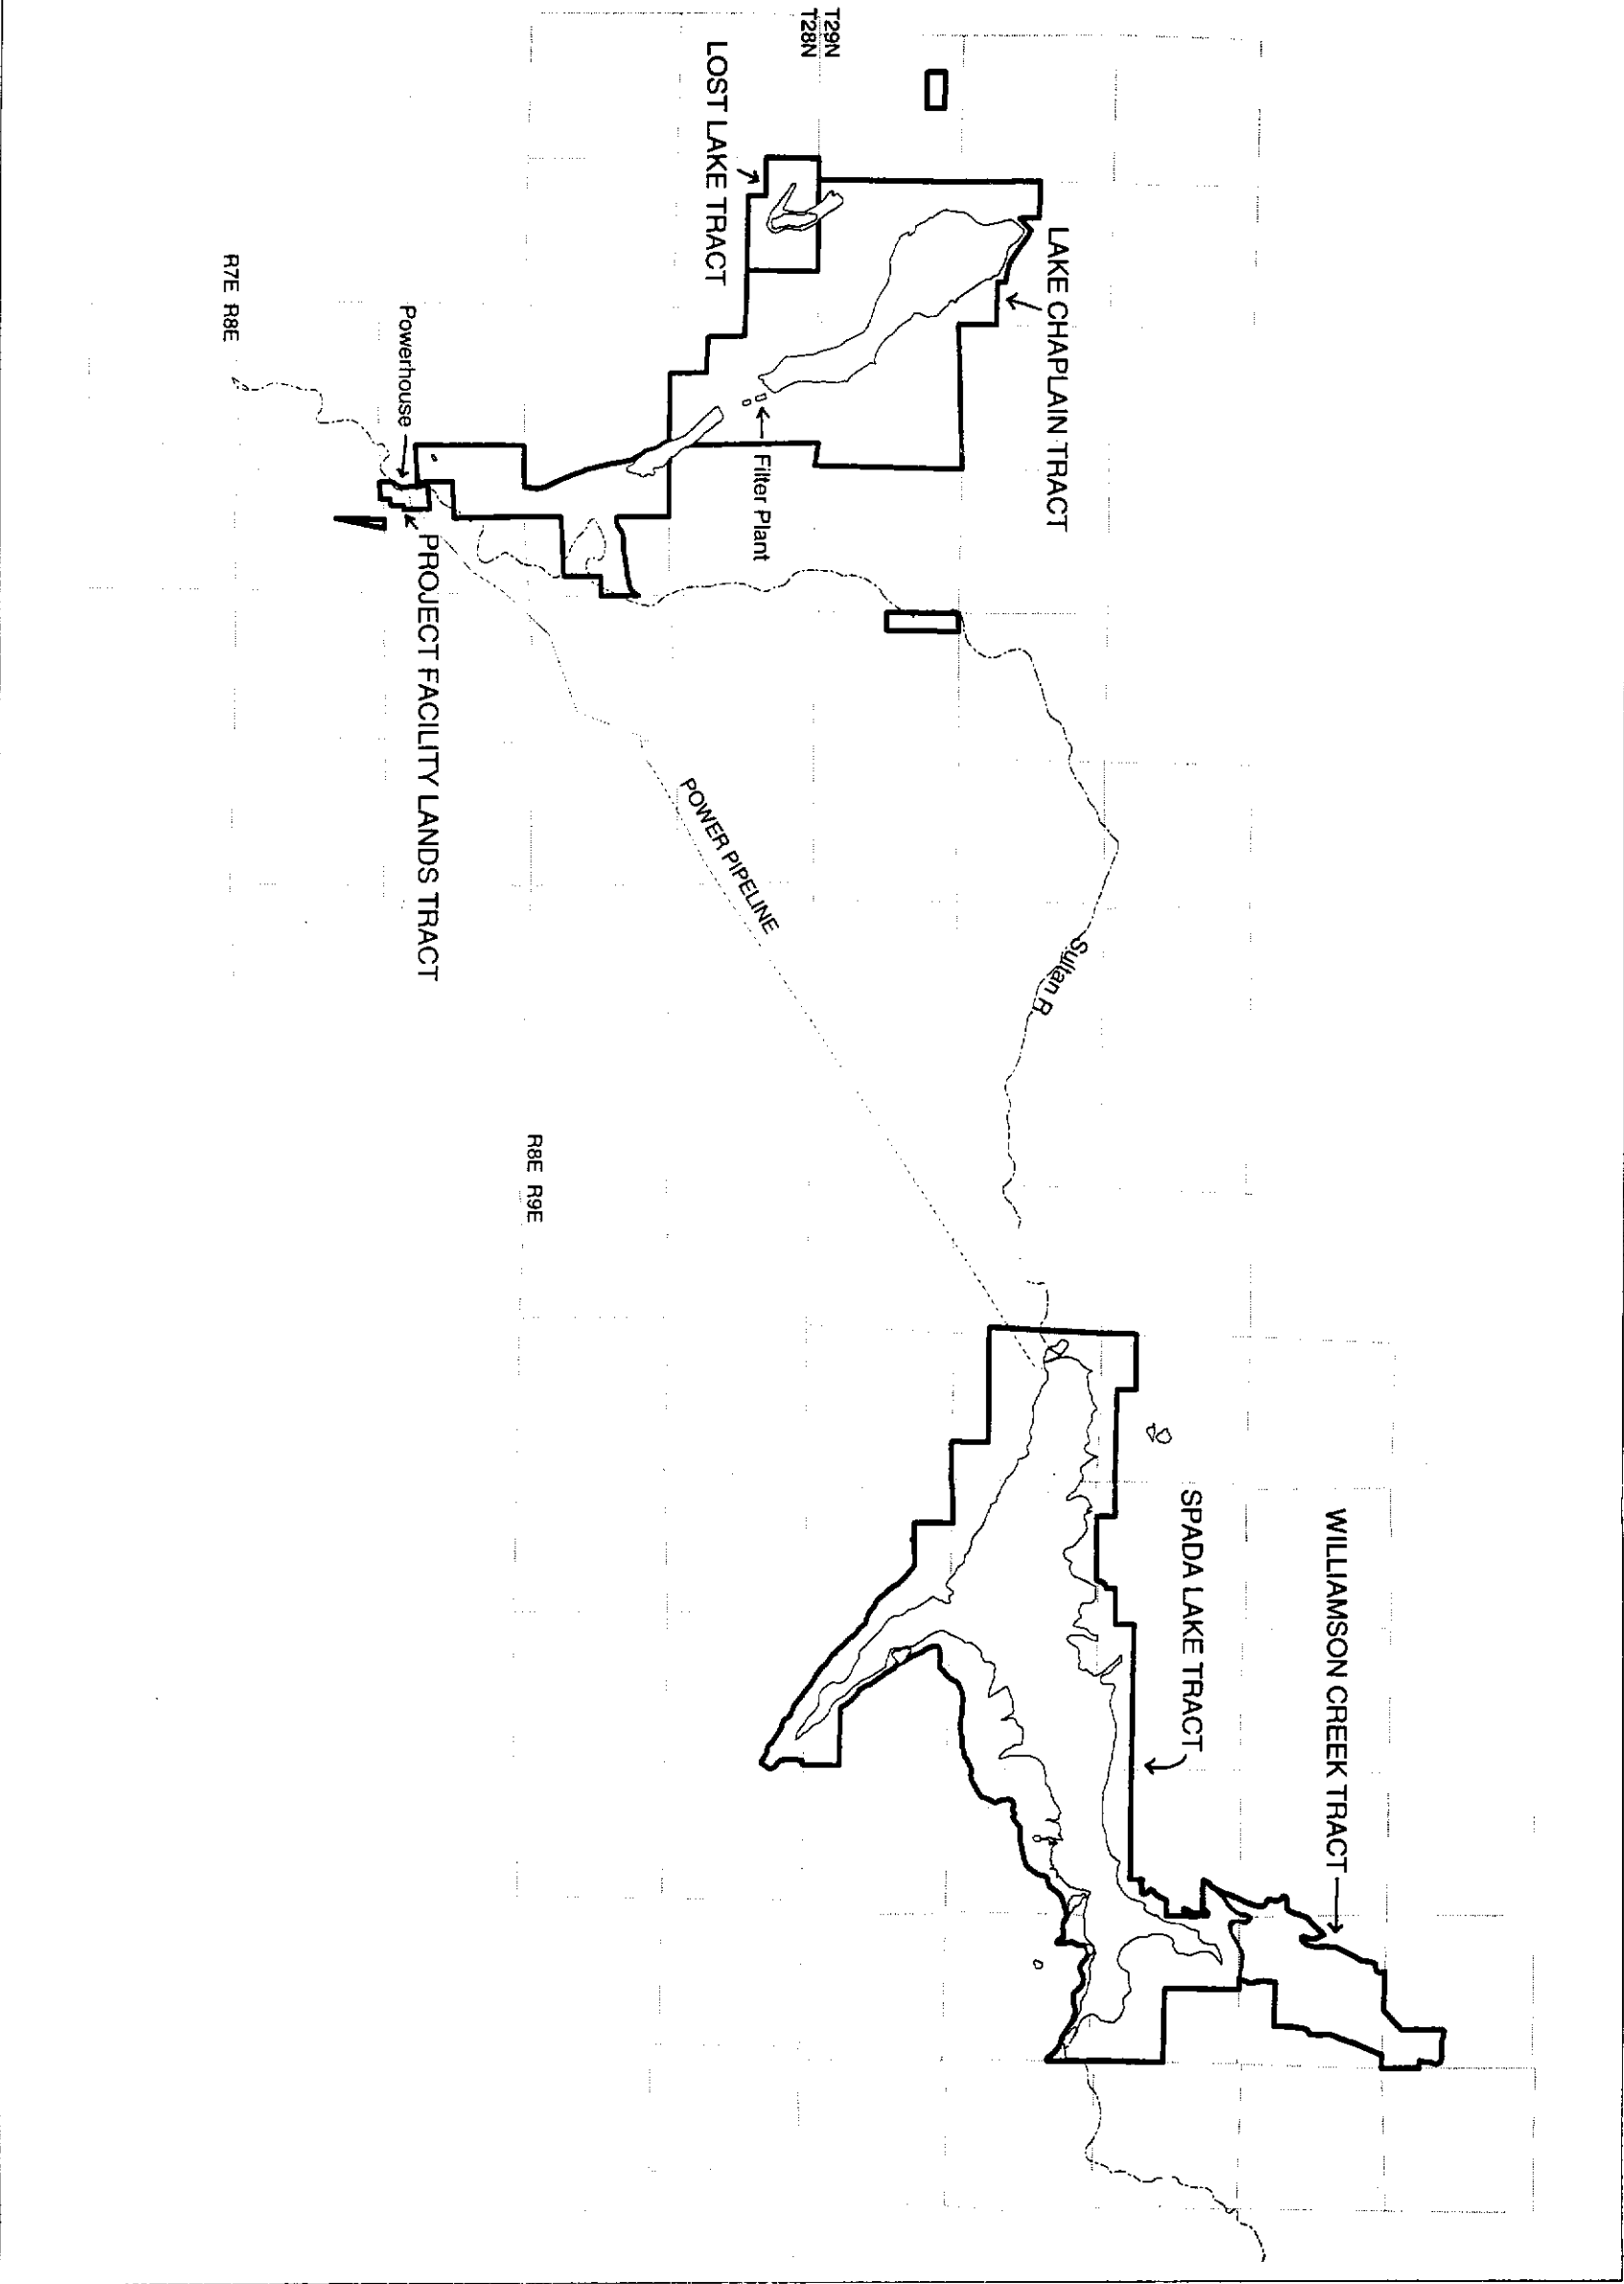 WILLIAMSON CREEK TRACT
SPADA LAKE TRACT
LAKE CHAPLAIN TRACT
Sultan R
T29N
T28N
Filter Plant
LOST LAKE TRACT
POWER PIPELINE
R8E R9E
PROJECT FACILITY LANDS TRACT
Powerhouse
R7E R8E